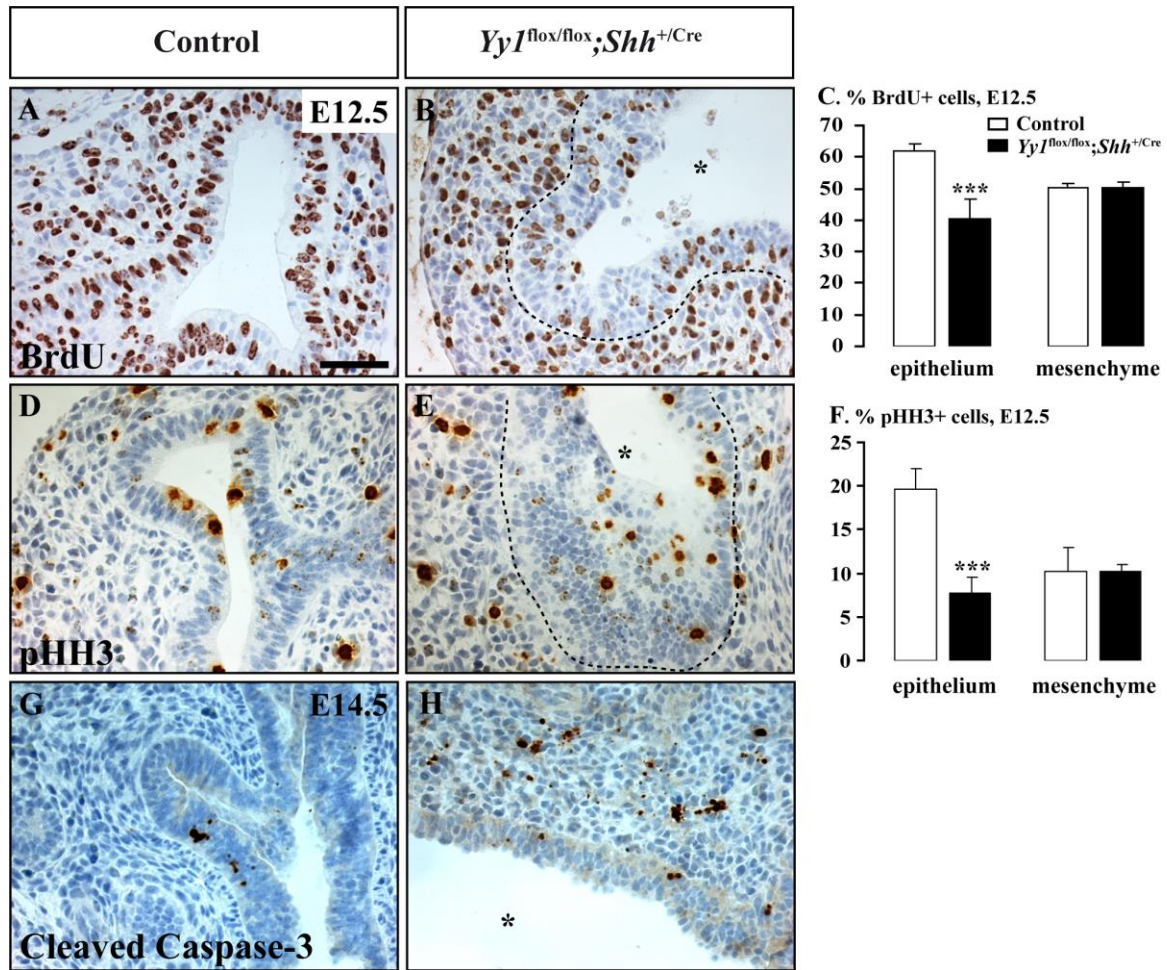 Control
Yy1flox/flox;Shh+/Cre
A
E12.5
BrdU
B
*
C. % BrdU+ cells, E12.5
Control
Yy1flox/flox;Shh+/Cre
70
60
50
40
30
20
10
0
***
epithelium
mesenchyme
D
pHH3
E
*
F. % pHH3+ cells, E12.5
25
20
15
10
5
0
***
epithelium
mesenchyme
G
E14.5
Cleaved Caspase-3
H
*